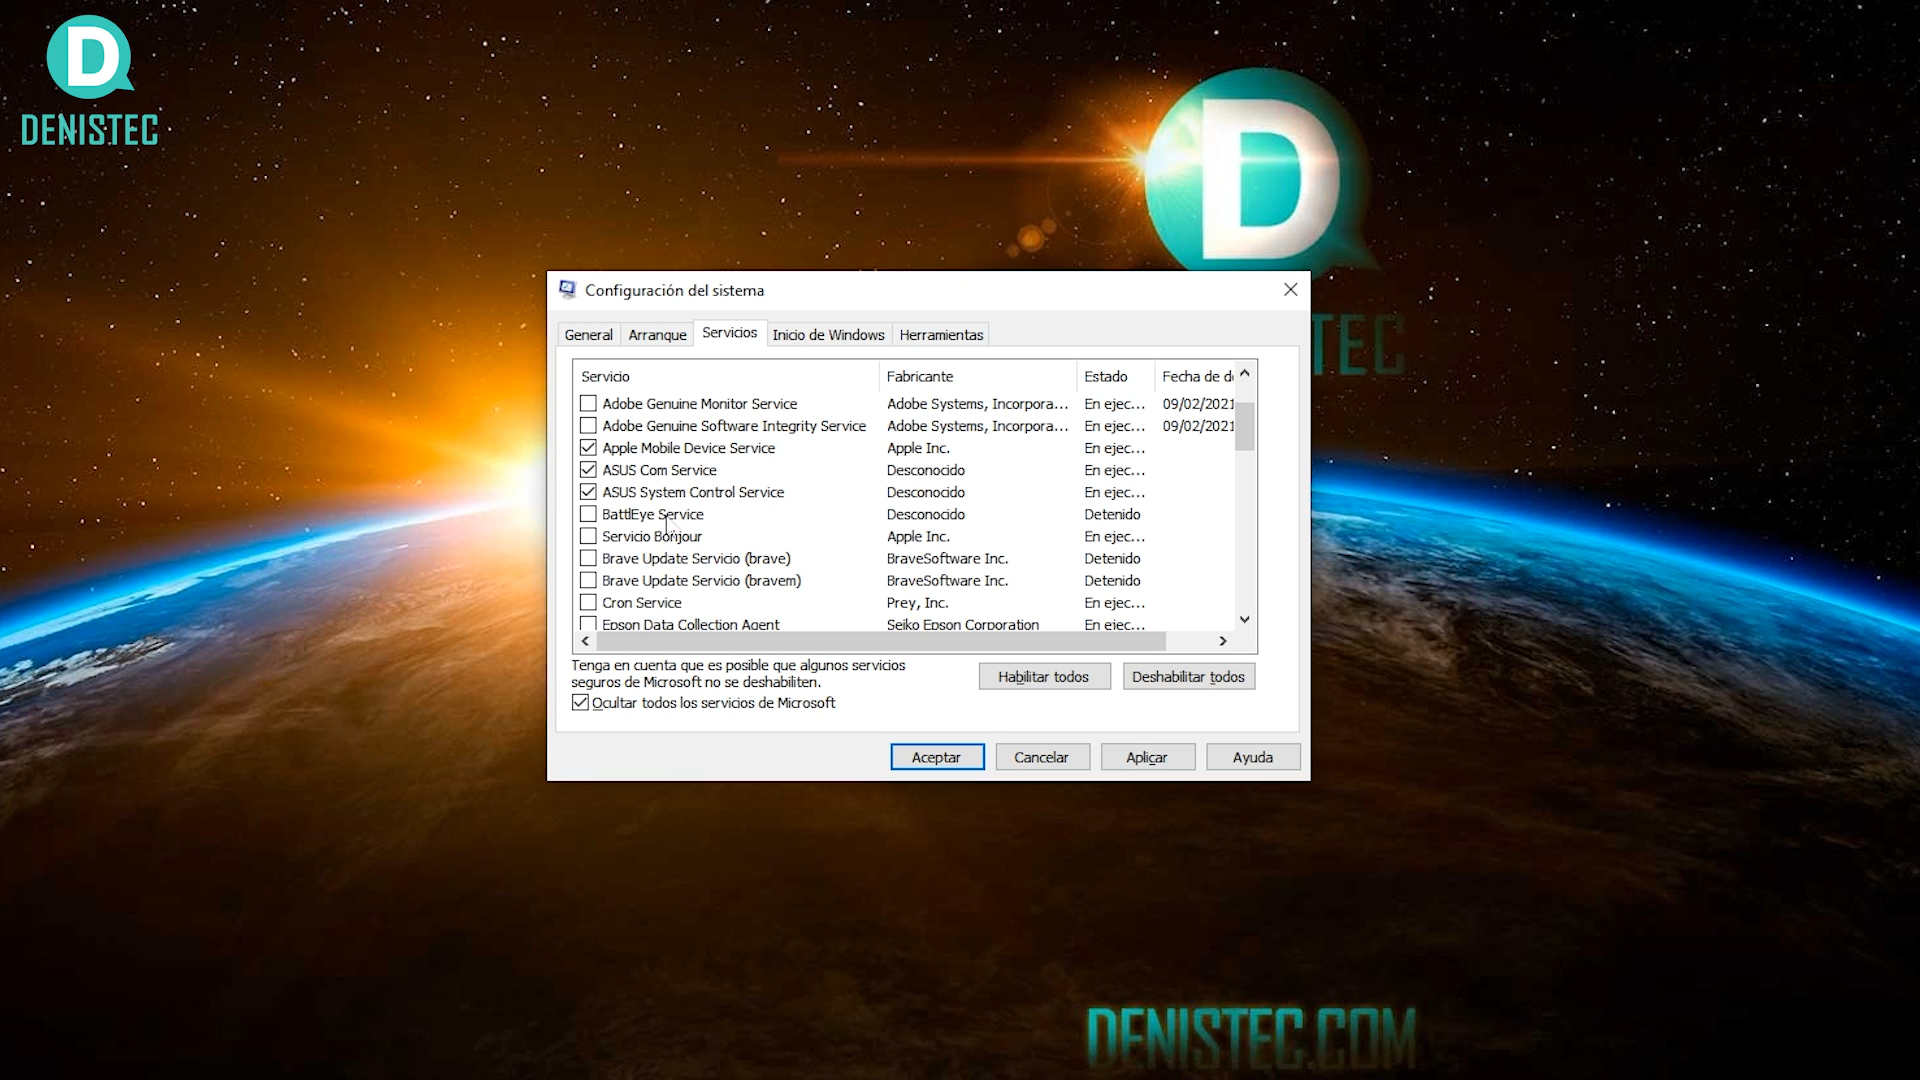 D
DENISTEC
D
TEC
Configuración del sistema
General Arranque Servicios Inicio de Windows Herramientas
Servicio Fabricante Estado Fecha de d
Adobe Genuine Monitor Service Adobe Systems, Incorpora... En ejec... 09/02/2021
Adobe Genuine Software Integrity Service Adobe Systems, Incorpora... En ejec... 09/02/2021
Apple Mobile Device Service Apple Inc. En ejec...
ASUS Com Service Desconocido En ejec...
ASUS System Control Service Desconocido En ejec...
BattlEye Service Desconocido Detenido
Servicio Bonjour Apple Inc. En ejec...
Brave Update Servicio (brave) BraveSoftware Inc. Detenido
Brave Update Servicio (bravem) BraveSoftware Inc. Detenido
Cron Service Prey, Inc. En ejec...
Epson Data Collection Agent Seiko Epson Corporation En ejec...
Tenga en cuenta que es posible que algunos servicios
seguros de Microsoft no se deshabiliten.
Habilitar todos Deshabilitar todos
Ocultar todos los servicios de Microsoft
Aceptar Cancelar Aplicar Ayuda
DENISTEC.COM